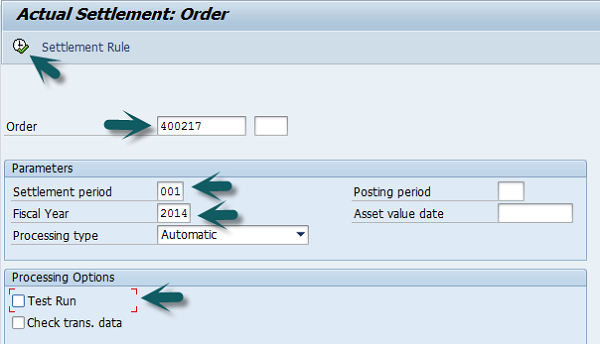 Actual Settlement: Order
Settlement Rule
Order 400217
Parameters
Settlement period 001 Posting period
Fiscal Year 2014 Asset value date
Processing type Automatic
Processing Options
Test Run
Check trans. data